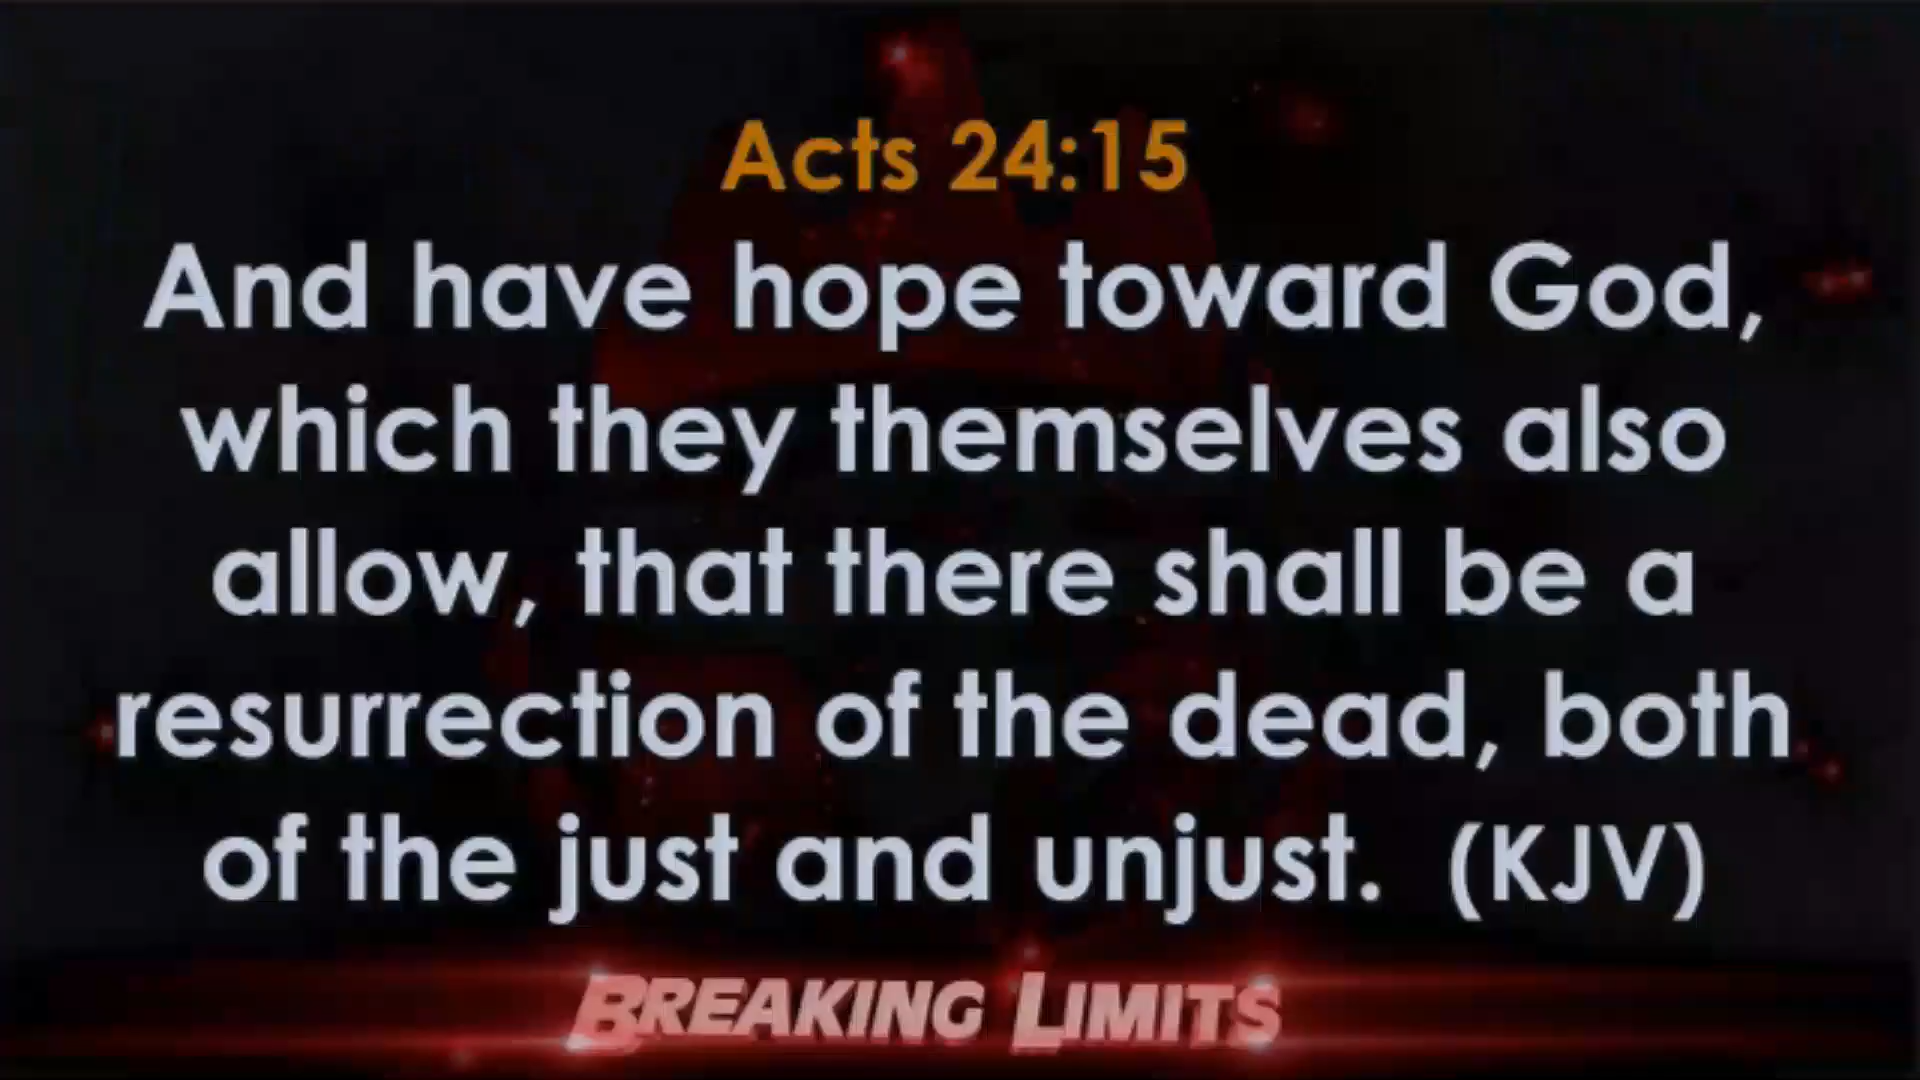 Acts 24:15
And have hope toward God,
which they themselves also
allow, that there shall be a
resurrection of the dead, both
of the just and unjust.  (KJV)
BREAKING LIMITS